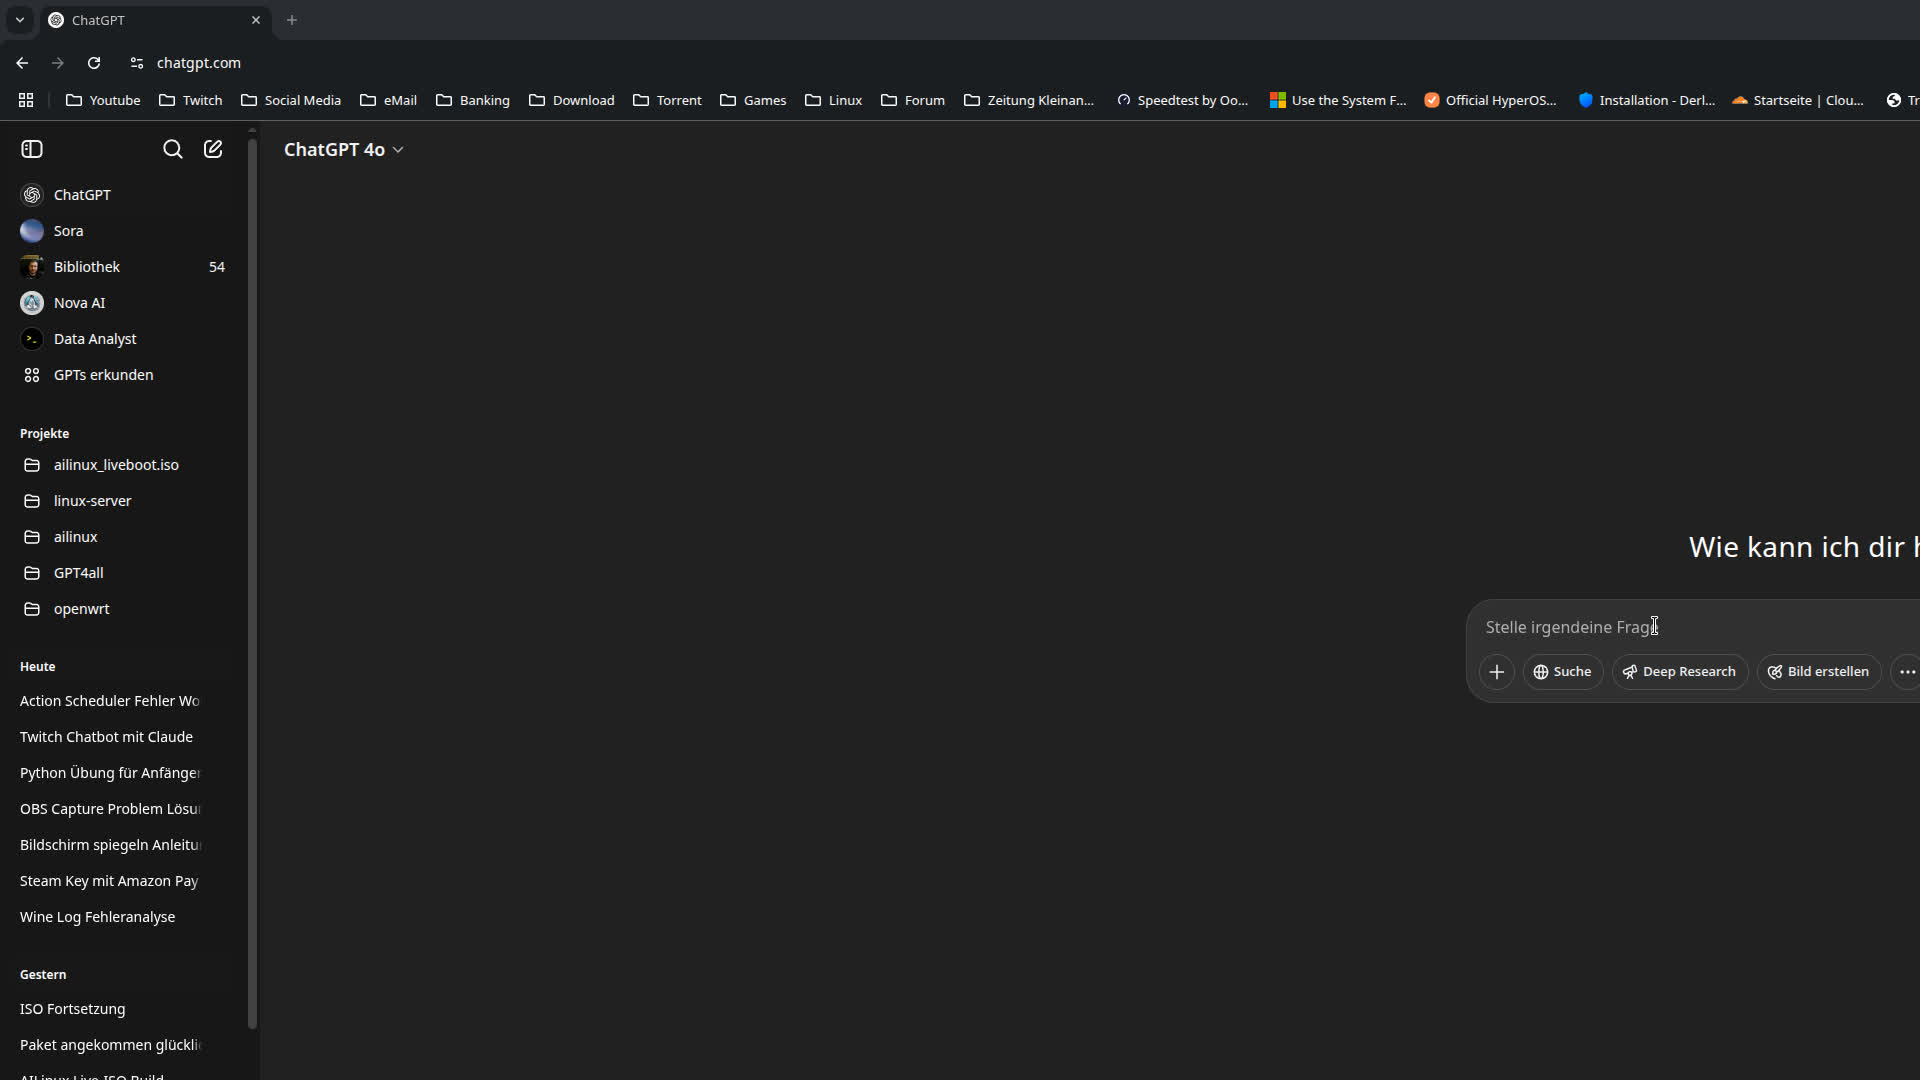 ChatGPT
chatgpt.com
Youtube Twitch Social Media eMail Banking Download Torrent Games Linux Forum Zeitung Kleinan... Speedtest by Oo... Use the System F... Official HyperOS... Installation - Derl... Startseite | Clou... Tr
ChatGPT 4o
ChatGPT
Sora
Bibliothek 54
Nova AI
Data Analyst
GPTs erkunden
Projekte
ailinux_liveboot.iso
linux-server
ailinux
GPT4all
openwrt
Wie kann ich dir h
Stelle irgendeine Frage
Suche Deep Research Bild erstellen
Heute
Action Scheduler Fehler Wo
Twitch Chatbot mit Claude
Python Übung für Anfänger
OBS Capture Problem Lösu
Bildschirm spiegeln Anleitu
Steam Key mit Amazon Pay
Wine Log Fehleranalyse
Gestern
ISO Fortsetzung
Paket angekommen glückli
AILinux Live ISO Build